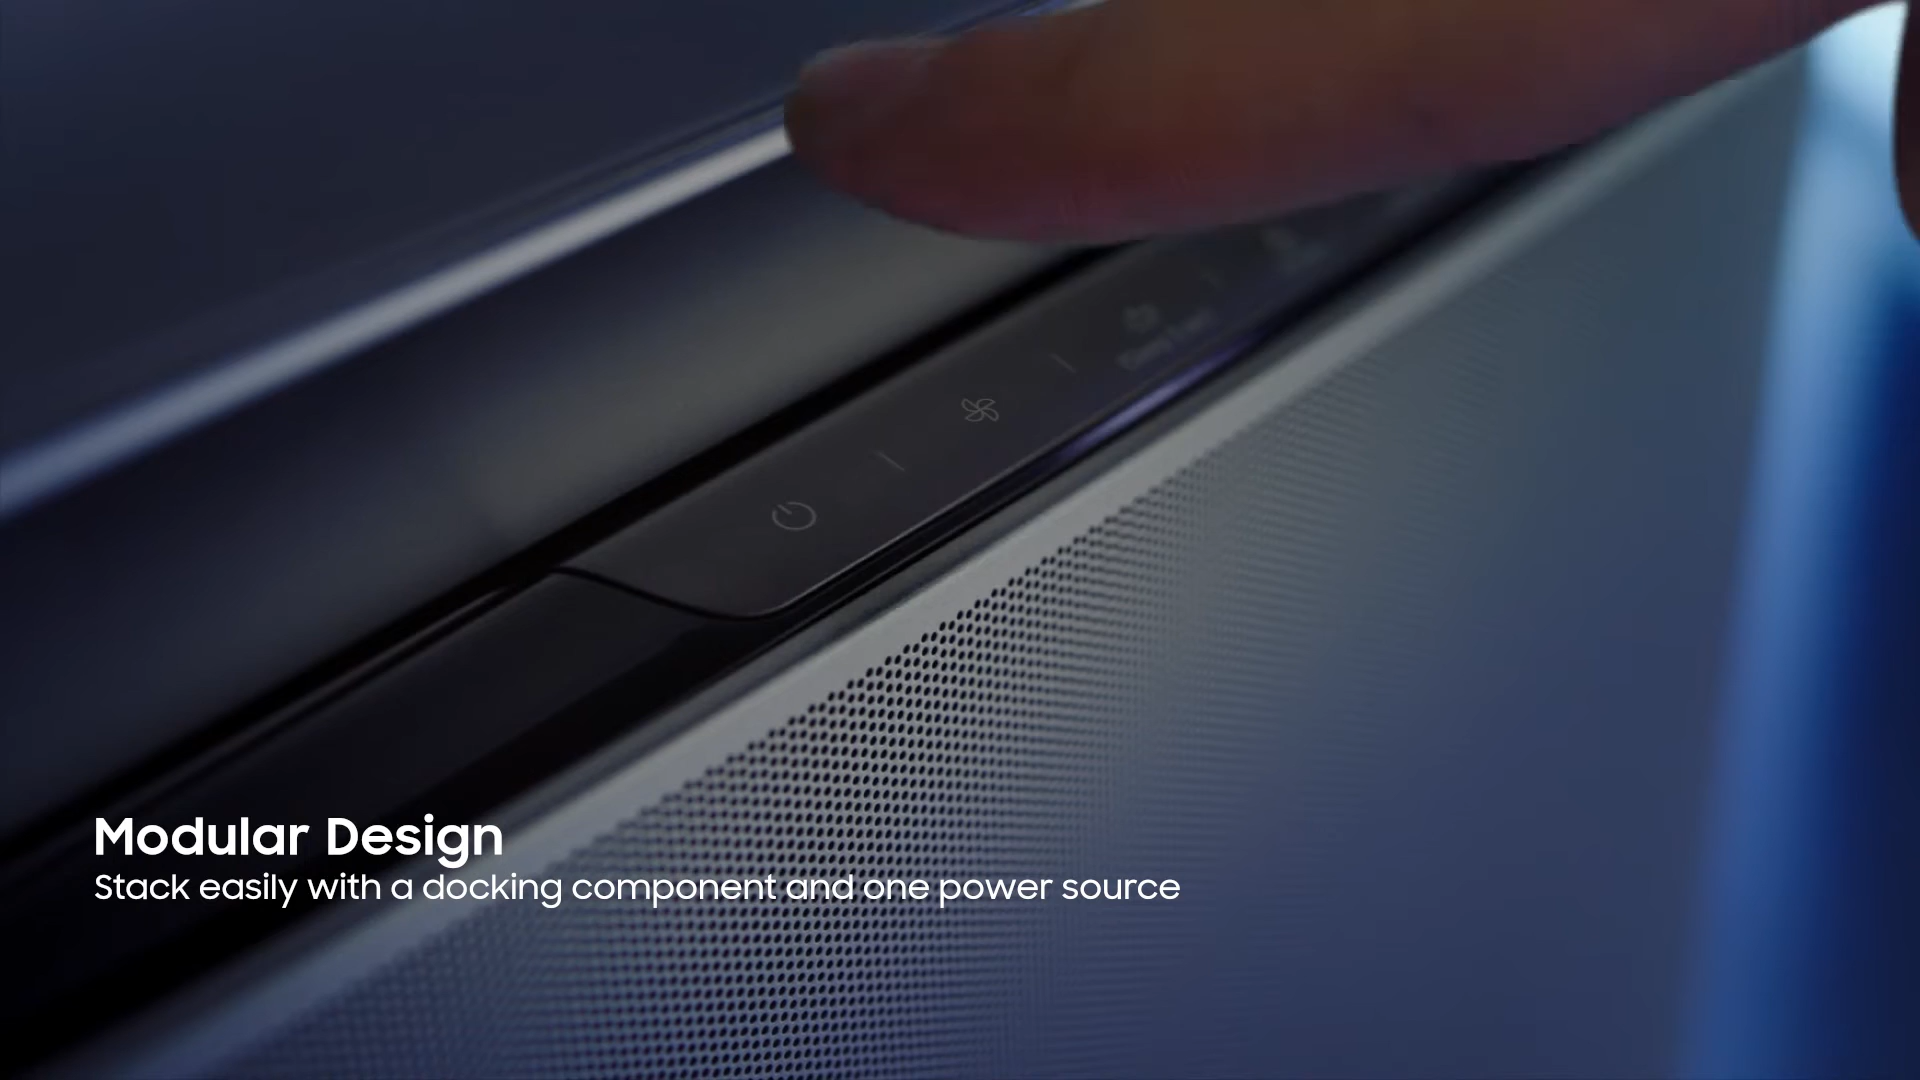 Modular Design
Stack easily with a docking component and one power source